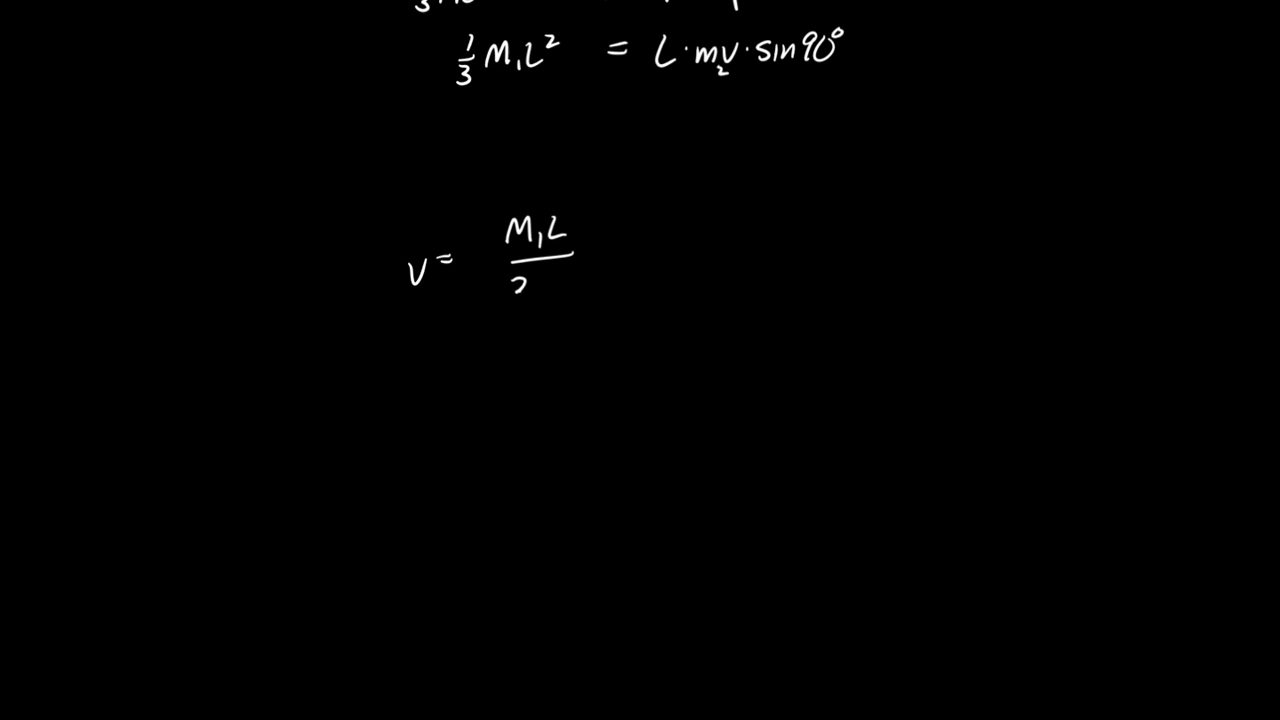 1/3 M₁L² = L · m₂v · sin 90°
v = M₁L